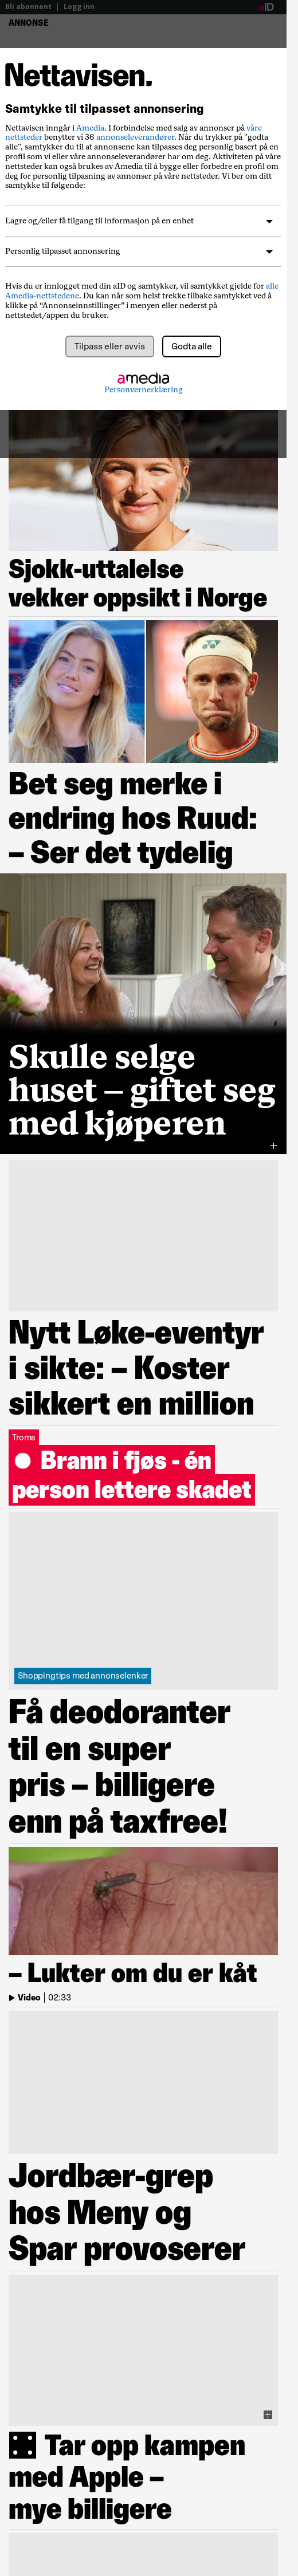 Bli abonnent | Logg inn
aID
ANNONSE
Nettavisen.
Samtykke til tilpasset annonsering
Nettavisen inngår i Amedia. I forbindelse med salg av annonser på våre
nettsteder benytter vi 36 annonseleverandører. Når du trykker på "godta
alle", samtykker du til at annonsene kan tilpasses deg personlig basert på en
profil som vi eller våre annonseleverandører har om deg. Aktiviteten på våre
nettsteder kan også brukes av Amedia til å bygge eller forbedre en profil om
deg for personlig tilpasning av annonser på våre nettsteder. Vi ber om ditt
samtykke til følgende:
Lagre og/eller få tilgang til informasjon på en enhet
Personlig tilpasset annonsering
Hvis du er innlogget med din aID og samtykker, vil samtykket gjelde for alle
Amedia-nettstedene. Du kan når som helst trekke tilbake samtykket ved å
klikke på “Annonseinnstillinger” i menyen eller nederst på
nettstedet/appen du bruker.
Tilpass eller avvis
Godta alle
amedia
Personvernerklæring
Sjokk-uttalelse
vekker oppsikt i Norge
Bet seg merke i
endring hos Ruud:
– Ser det tydelig
Skulle selge
huset – giftet seg
med kjøperen
Nytt Løke-eventyr
i sikte: – Koster
sikkert en million
Troms
Brann i fjøs - én
person lettere skadet
Shoppingtips med annonselenker
Få deodoranter
til en super
pris – billigere
enn på taxfree!
– Lukter om du er kåt
Video | 02:33
Jordbær-grep
hos Meny og
Spar provoserer
Tar opp kampen
med Apple –
mye billigere